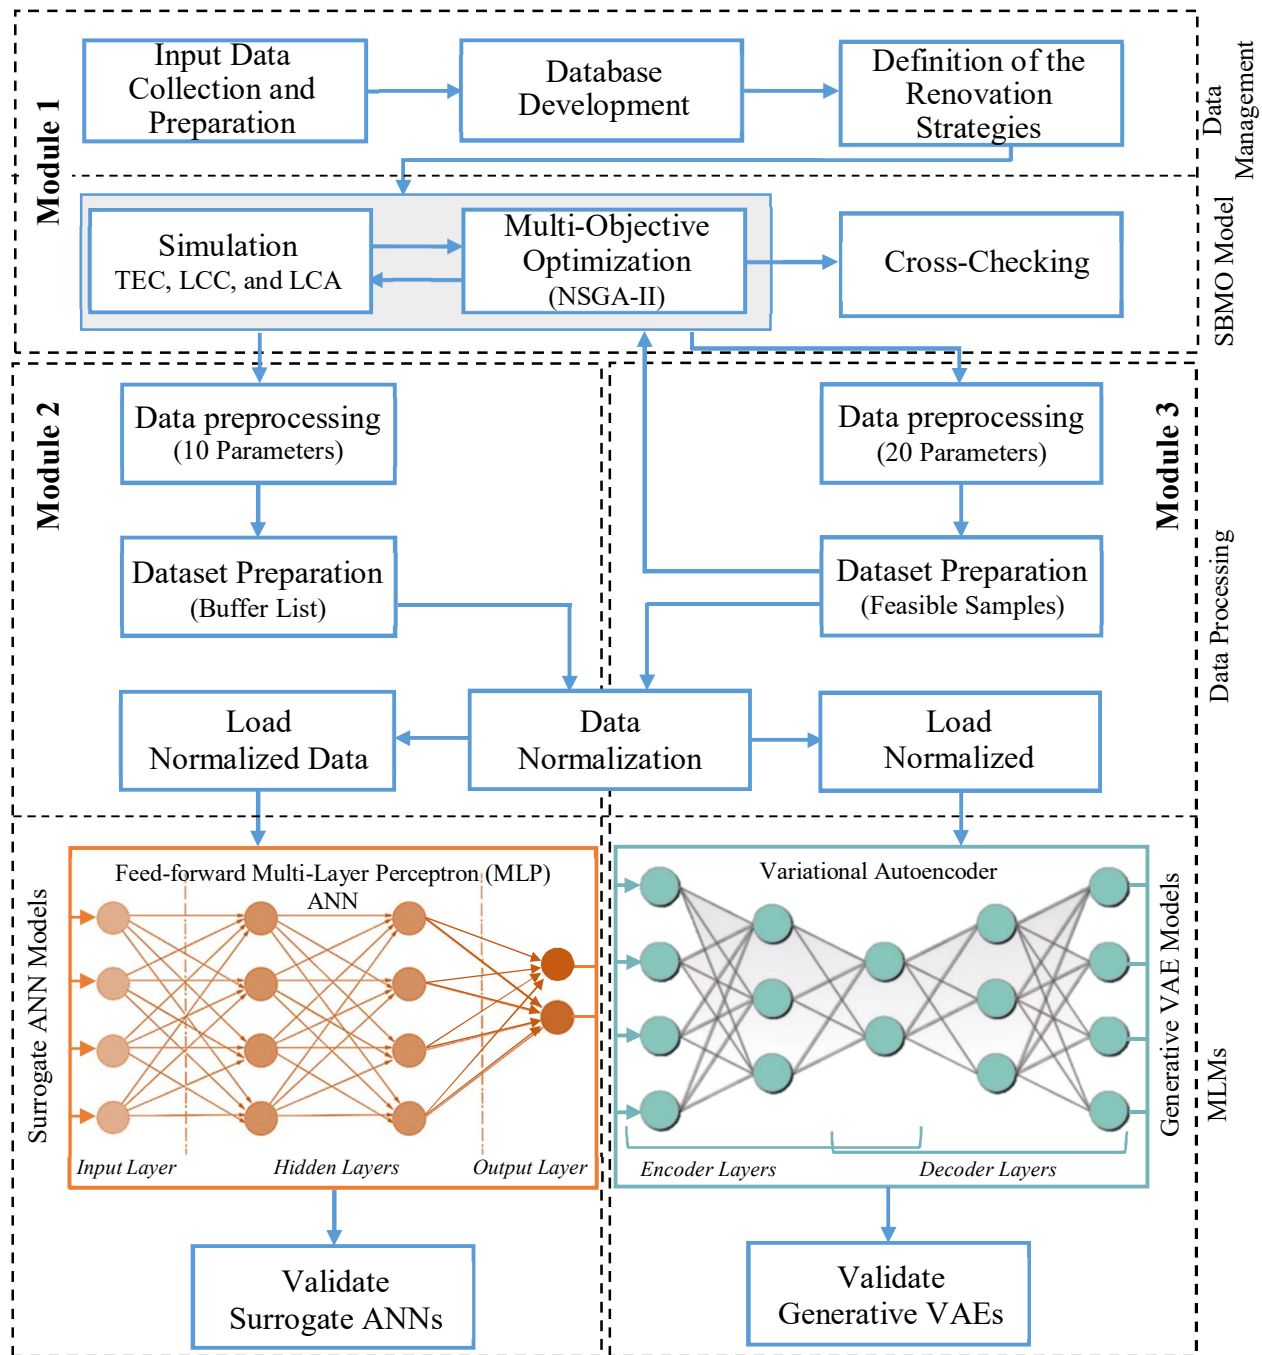 Module 1
Input Data
Collection and
Preparation
Database
Development
Definition of the
Renovation
Strategies
Data
Management
Simulation
TEC, LCC, and LCA
Multi-Objective
Optimization
(NSGA-II)
Cross-Checking
SBMO Model
Module 2
Data preprocessing
(10 Parameters)
Dataset Preparation
(Buffer List)
Load
Normalized Data
Data
Normalization
Module 3
Data preprocessing
(20 Parameters)
Dataset Preparation
(Feasible Samples)
Load
Normalized
Data Processing
Surrogate ANN Models
Feed-forward Multi-Layer Perceptron (MLP)
ANN
Input Layer
Hidden Layers
Output Layer
Validate
Surrogate ANNs
Variational Autoencoder
Encoder Layers
Decoder Layers
Generative VAE Models
MLMs
Validate
Generative VAEs